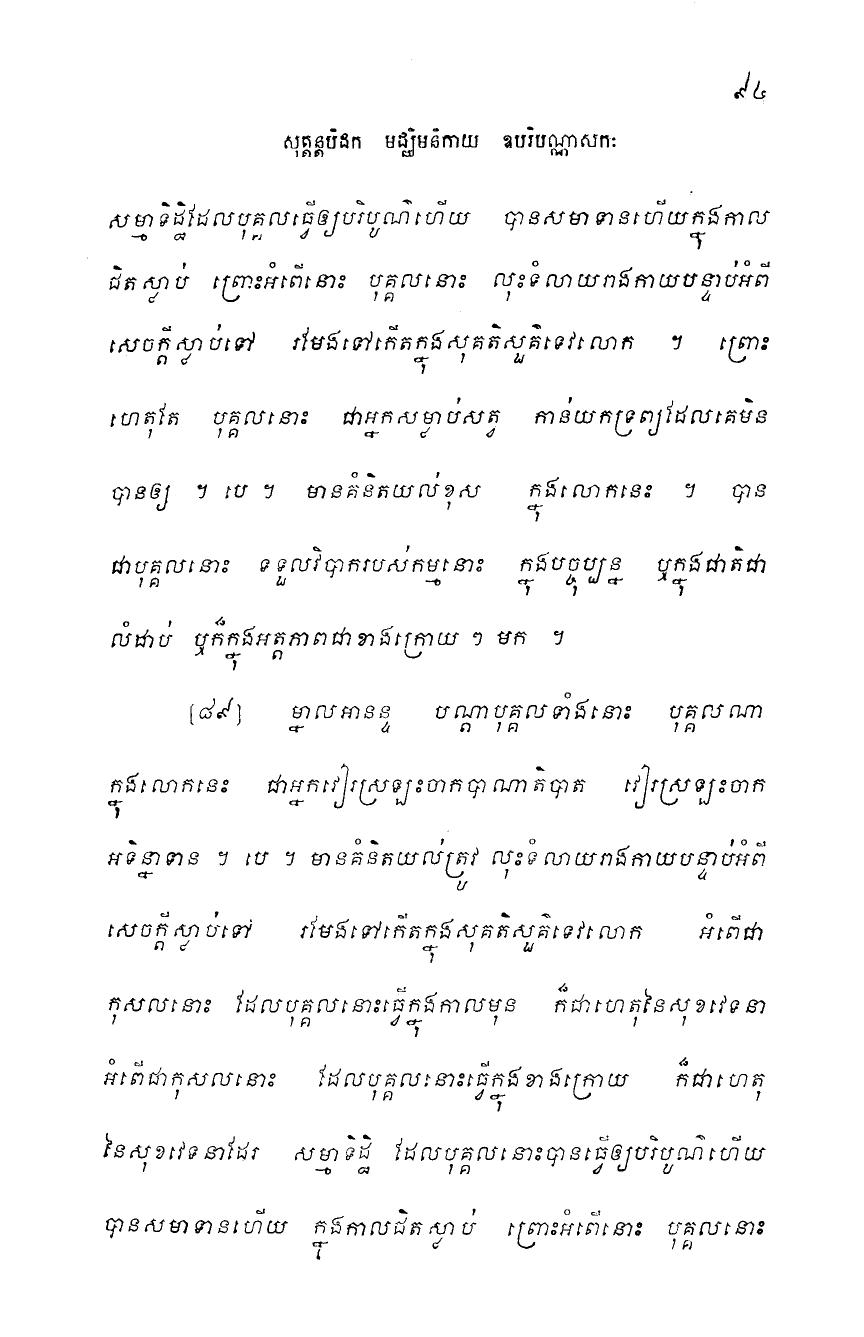 ៩៤
សុត្តន្តបិដក មជ្ឈិមនិកាយ ឧបរិបណ្ណាសកៈ
សម្មាទិដ្ឋិដែលបុគ្គលធ្វើឲ្យបរិបូណ៌ហើយ បានសមាទានហើយក្នុងកាល
ជិតស្លាប់ ព្រោះអំពើនោះ បុគ្គលនោះ លុះទំលាយរាងកាយបន្ទាប់អំពី
សេចក្តីស្លាប់ទៅ រមែងទៅកើតក្នុងសុគតិសួគ៌ទេវលោក ។ ព្រោះ
ហេតុតែ បុគ្គលនោះ ជាអ្នកសម្លាប់សត្វ កាន់យកទ្រព្យដែលគេមិន
បានឲ្យ ។ បេ ។ មានគំនិតយល់ខុស ក្នុងលោកនេះ ។ បាន
ជាបុគ្គលនោះ ទទួលវិបាករបស់កម្មនោះ ក្នុងបច្ចុប្បន្ន ឬក្នុងជាតិជា
លំដាប់ ឬក៏ក្នុងអត្តភាពជាខាងក្រោយ ៗ មក ។
[៨៩] ម្នាលអានន្ទ បណ្តាបុគ្គលទាំងនោះ បុគ្គលណា
ក្នុងលោកនេះ ជាអ្នកវៀរស្រឡះចាកបាណាតិបាត វៀរស្រឡះចាក
អទិន្នាទាន ។ បេ ។ មានគំនិតយល់ត្រូវ លុះទំលាយរាងកាយបន្ទាប់អំពី
សេចក្តីស្លាប់ទៅ រមែងទៅកើតក្នុងសុគតិសួគ៌ទេវលោក អំពើជា
កុសលនោះ ដែលបុគ្គលនោះធ្វើក្នុងកាលមុន ក៏ជាហេតុនៃសុខវេទនា
អំពើជាកុសលនោះ ដែលបុគ្គលនោះធ្វើក្នុងខាងក្រោយ ក៏ជាហេតុ
នៃសុខវេទនាដែរ សម្មាទិដ្ឋិ ដែលបុគ្គលនោះបានធ្វើឲ្យបរិបូណ៌ហើយ
បានសមាទានហើយ ក្នុងកាលជិតស្លាប់ ព្រោះអំពើនោះ បុគ្គលនោះ